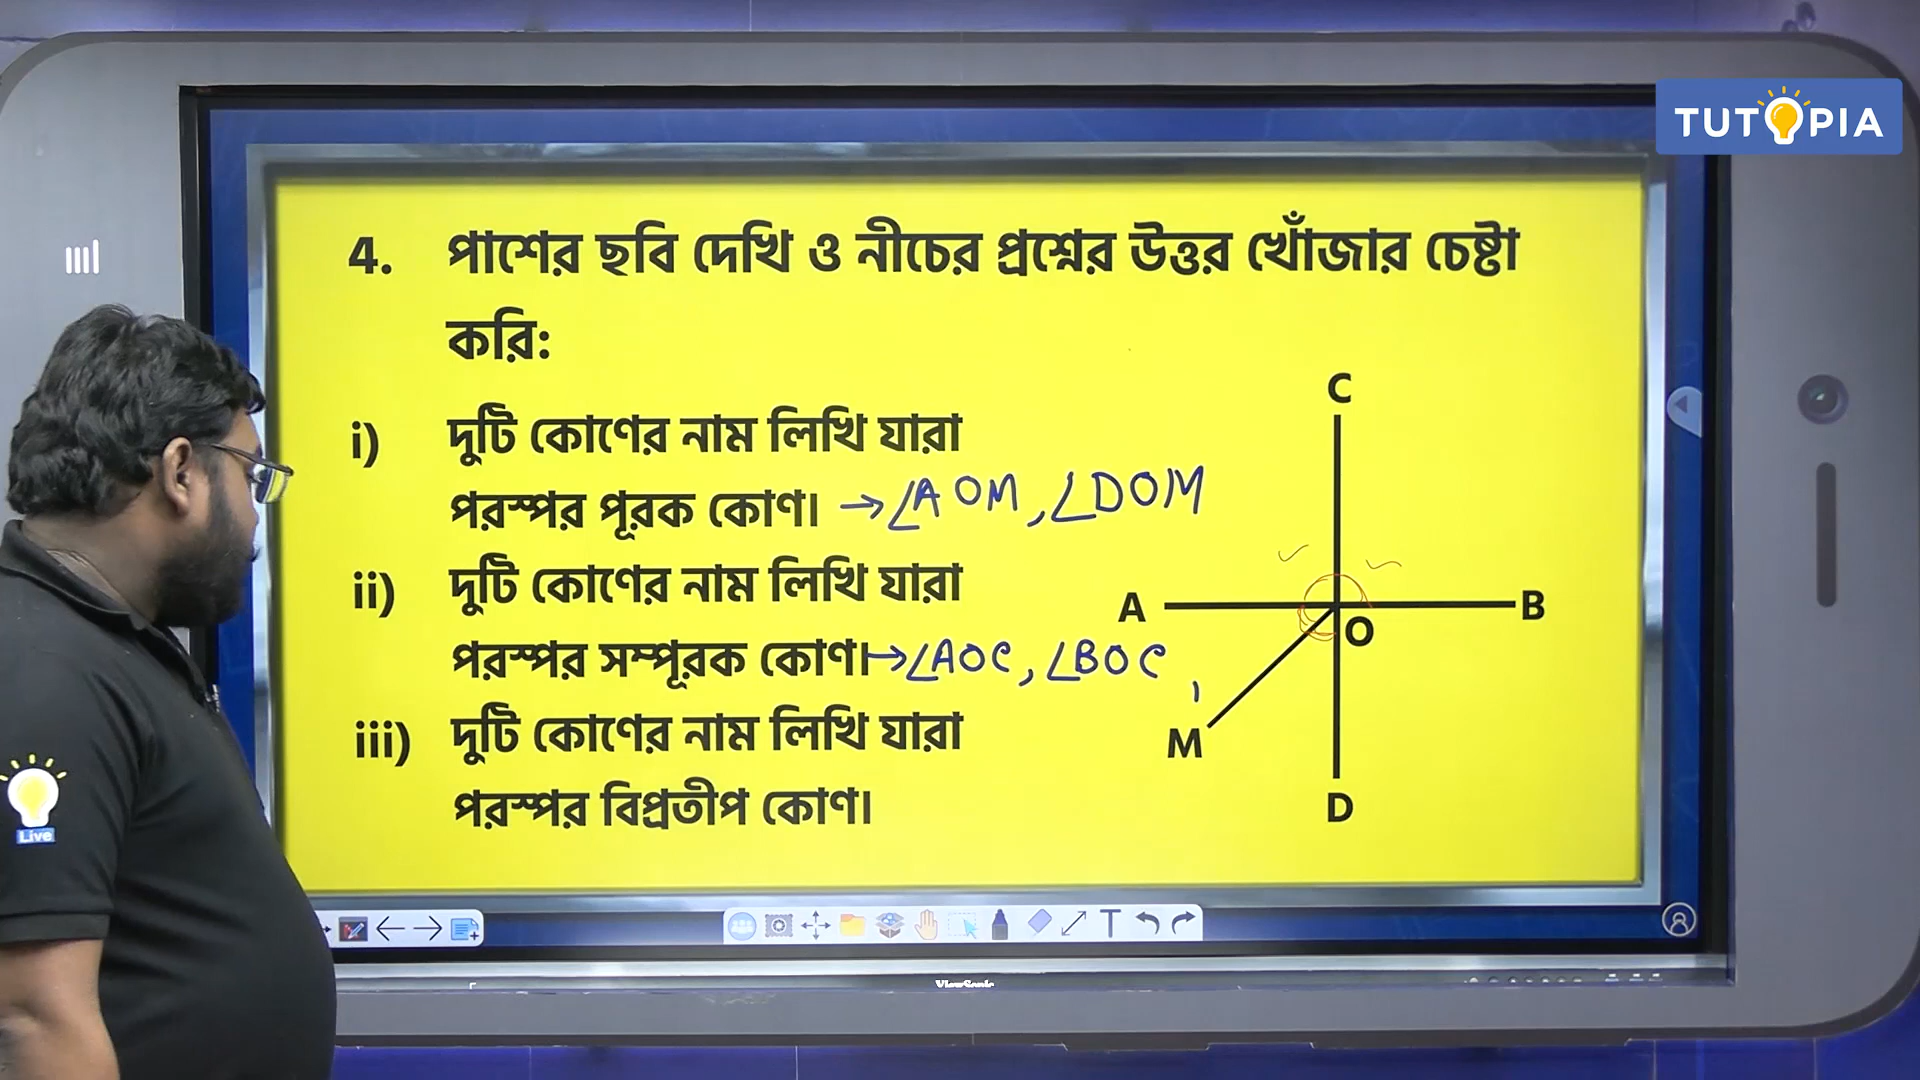 TUTOPIA
4. পাশের ছবি দেখি ও নীচের প্রশ্নের উত্তর খোঁজার চেষ্টা
করি:
i) দুটি কোণের নাম লিখি যারা
পরস্পর পূরক কোণ। →∠AOM, ∠DOM
ii) দুটি কোণের নাম লিখি যারা
পরস্পর সম্পূরক কোণ।→∠AOC, ∠BOC ,
iii) দুটি কোণের নাম লিখি যারা
পরস্পর বিপ্রতীপ কোণ।
C
A
B
O
M
D
Live
T
ViewSonic